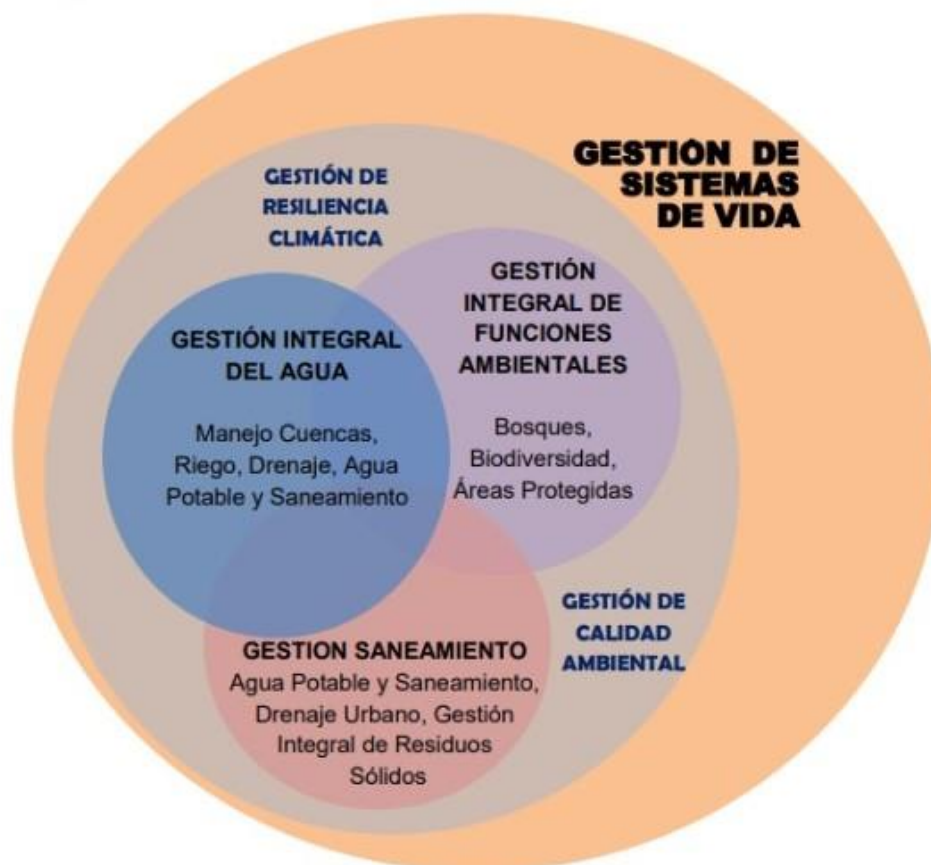 GESTIÓN DE
SISTEMAS
DE VIDA
GESTIÓN DE
RESILIENCIA
CLIMÁTICA
GESTIÓN
INTEGRAL DE
FUNCIONES
AMBIENTALES
Bosques,
Biodiversidad,
Áreas Protegidas
GESTIÓN INTEGRAL
DEL AGUA
Manejo Cuencas,
Riego, Drenaje, Agua
Potable y Saneamiento
GESTIÓN DE
CALIDAD
AMBIENTAL
GESTION SANEAMIENTO
Agua Potable y Saneamiento,
Drenaje Urbano, Gestión
Integral de Residuos
Sólidos